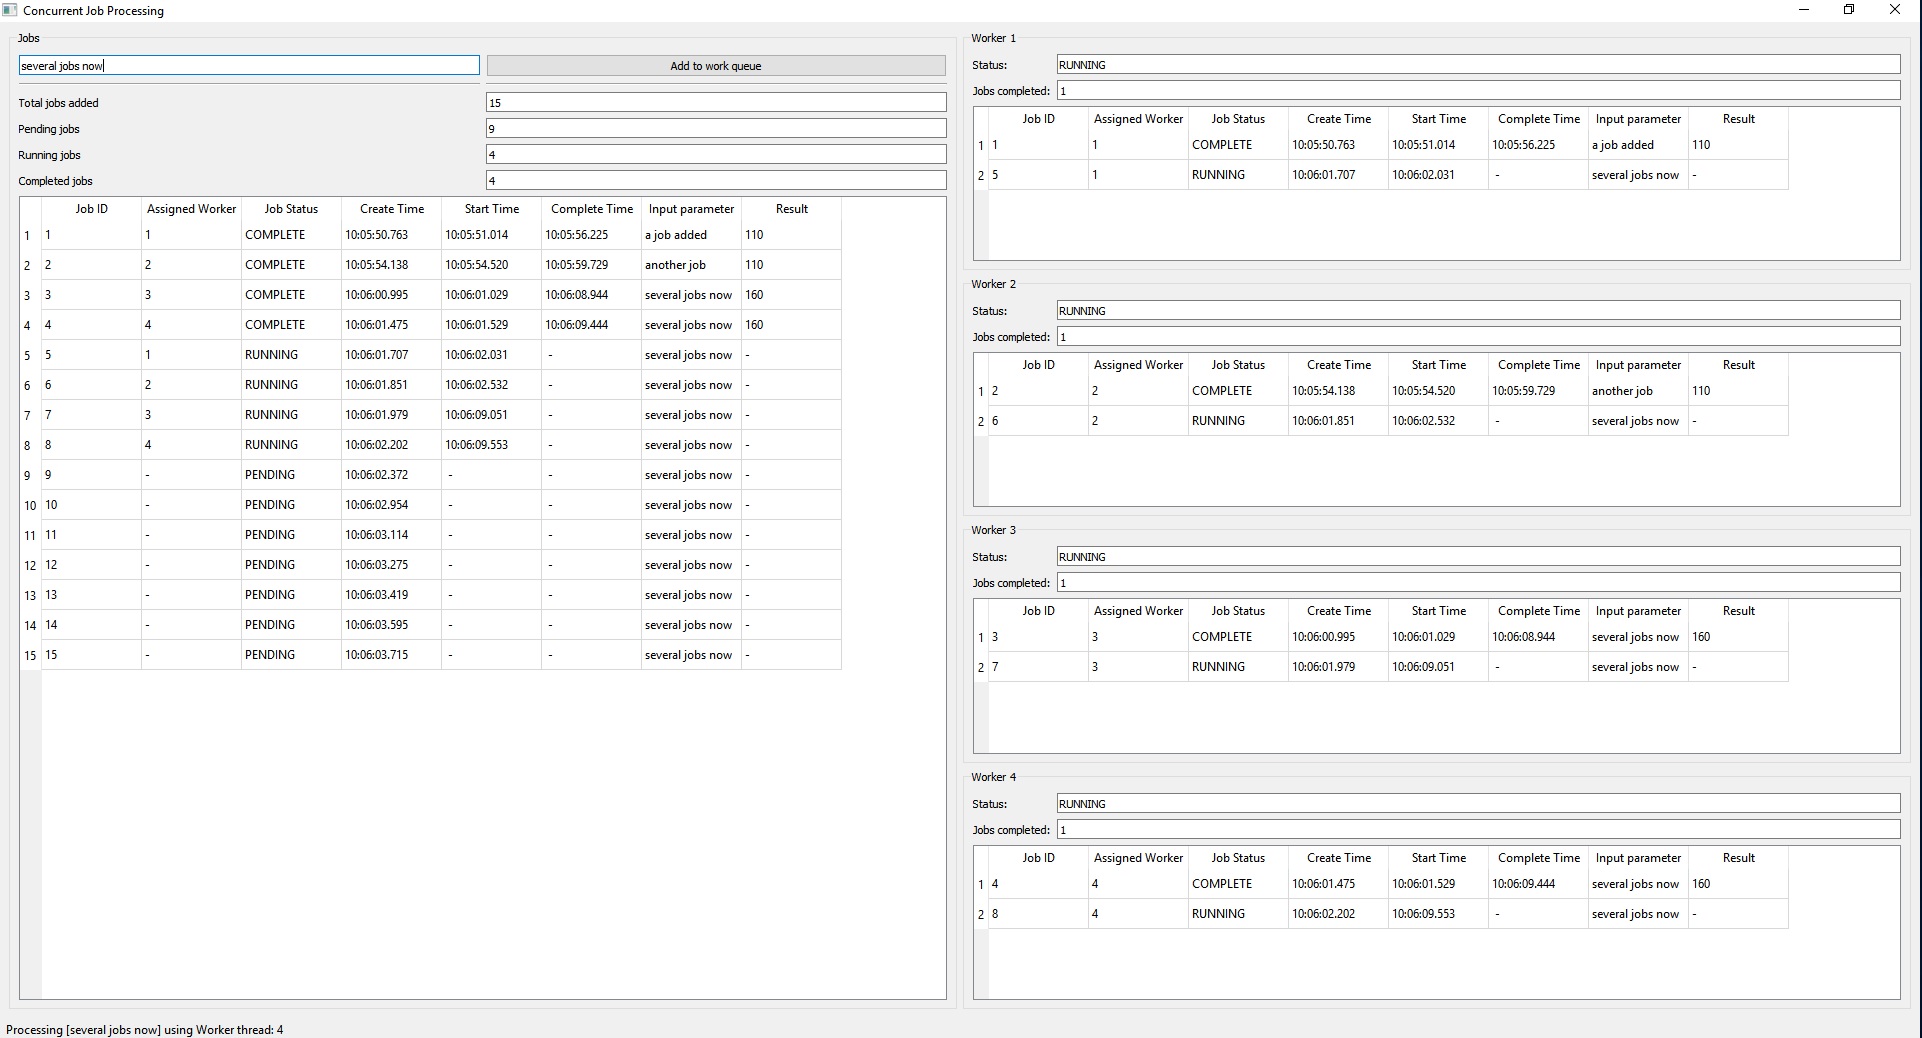 Concurrent Job Processing
Jobs
several jobs now
Add to work queue
Total jobs added 15
Pending jobs 9
Running jobs 4
Completed jobs 4
Job ID Assigned Worker Job Status Create Time Start Time Complete Time Input parameter Result
1 1 1 COMPLETE 10:05:50.763 10:05:51.014 10:05:56.225 a job added 110
2 2 2 COMPLETE 10:05:54.138 10:05:54.520 10:05:59.729 another job 110
3 3 3 COMPLETE 10:06:00.995 10:06:01.029 10:06:08.944 several jobs now 160
4 4 4 COMPLETE 10:06:01.475 10:06:01.529 10:06:09.444 several jobs now 160
5 5 1 RUNNING 10:06:01.707 10:06:02.031 - several jobs now -
6 6 2 RUNNING 10:06:01.851 10:06:02.532 - several jobs now -
7 7 3 RUNNING 10:06:01.979 10:06:09.051 - several jobs now -
8 8 4 RUNNING 10:06:02.202 10:06:09.553 - several jobs now -
9 9 - PENDING 10:06:02.372 - - several jobs now -
10 10 - PENDING 10:06:02.954 - - several jobs now -
11 11 - PENDING 10:06:03.114 - - several jobs now -
12 12 - PENDING 10:06:03.275 - - several jobs now -
13 13 - PENDING 10:06:03.419 - - several jobs now -
14 14 - PENDING 10:06:03.595 - - several jobs now -
15 15 - PENDING 10:06:03.715 - - several jobs now -
Worker 1
Status: RUNNING
Jobs completed: 1
Job ID Assigned Worker Job Status Create Time Start Time Complete Time Input parameter Result
1 1 1 COMPLETE 10:05:50.763 10:05:51.014 10:05:56.225 a job added 110
2 5 1 RUNNING 10:06:01.707 10:06:02.031 - several jobs now -
Worker 2
Status: RUNNING
Jobs completed: 1
Job ID Assigned Worker Job Status Create Time Start Time Complete Time Input parameter Result
1 2 2 COMPLETE 10:05:54.138 10:05:54.520 10:05:59.729 another job 110
2 6 2 RUNNING 10:06:01.851 10:06:02.532 - several jobs now -
Worker 3
Status: RUNNING
Jobs completed: 1
Job ID Assigned Worker Job Status Create Time Start Time Complete Time Input parameter Result
1 3 3 COMPLETE 10:06:00.995 10:06:01.029 10:06:08.944 several jobs now 160
2 7 3 RUNNING 10:06:01.979 10:06:09.051 - several jobs now -
Worker 4
Status: RUNNING
Jobs completed: 1
Job ID Assigned Worker Job Status Create Time Start Time Complete Time Input parameter Result
1 4 4 COMPLETE 10:06:01.475 10:06:01.529 10:06:09.444 several jobs now 160
2 8 4 RUNNING 10:06:02.202 10:06:09.553 - several jobs now -
Processing [several jobs now] using Worker thread: 4